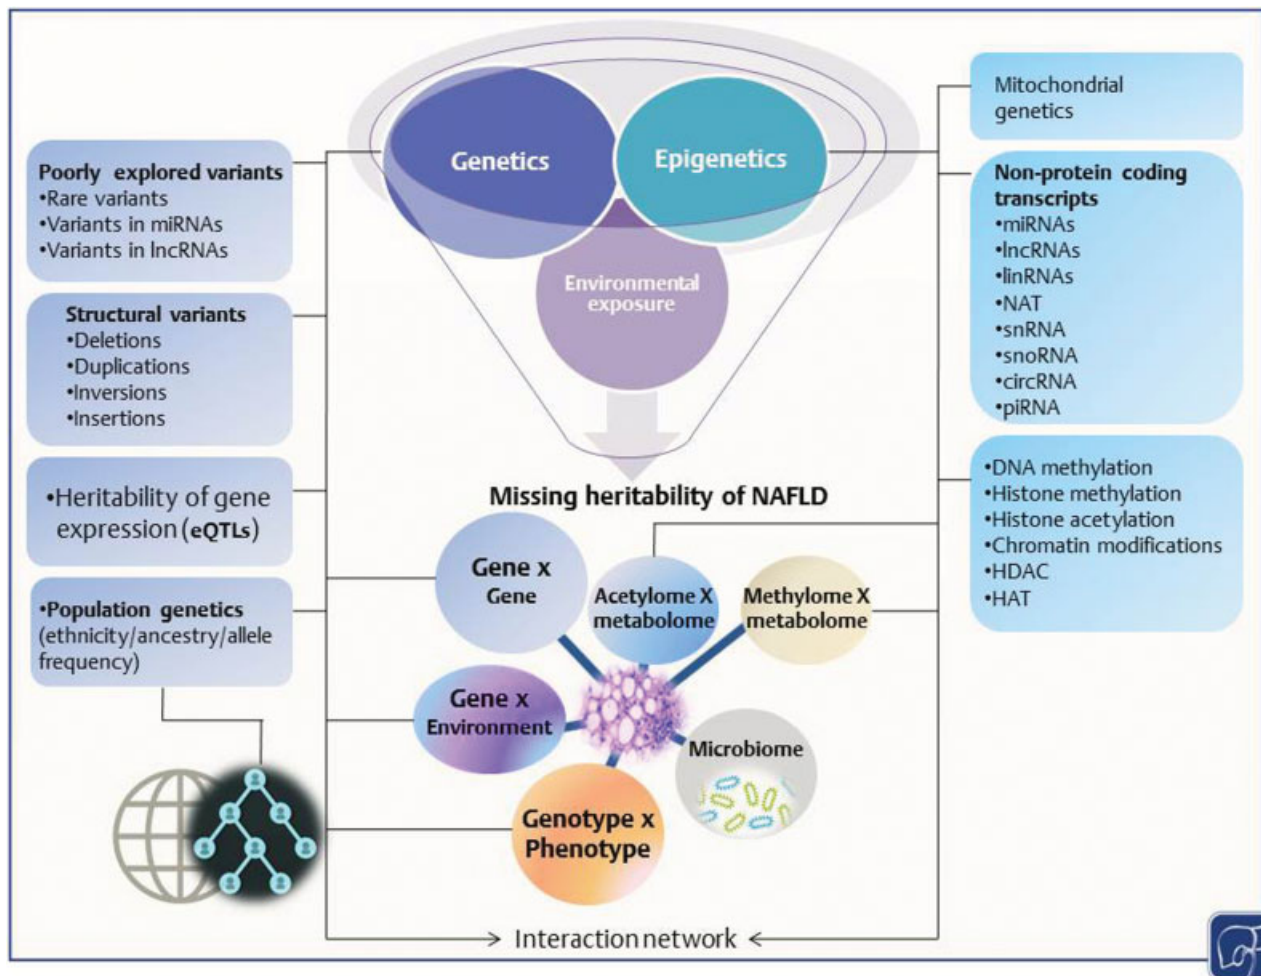 Genetics
Epigenetics
Environmental
exposure
Poorly explored variants
•Rare variants
•Variants in miRNAs
•Variants in lncRNAs
Structural variants
•Deletions
•Duplications
•Inversions
•Insertions
•Heritability of gene
expression (eQTLs)
•Population genetics
(ethnicity/ancestry/allele
frequency)
Mitochondrial
genetics
Non-protein coding
transcripts
•miRNAs
•lncRNAs
•linRNAs
•NAT
•snRNA
•snoRNA
•circRNA
•piRNA
•DNA methylation
•Histone methylation
•Histone acetylation
•Chromatin modifications
•HDAC
•HAT
Missing heritability of NAFLD
Gene x
Gene
Acetylome X
metabolome
Methylome X
metabolome
Gene x
Environment
Microbiome
Genotype x
Phenotype
Interaction network